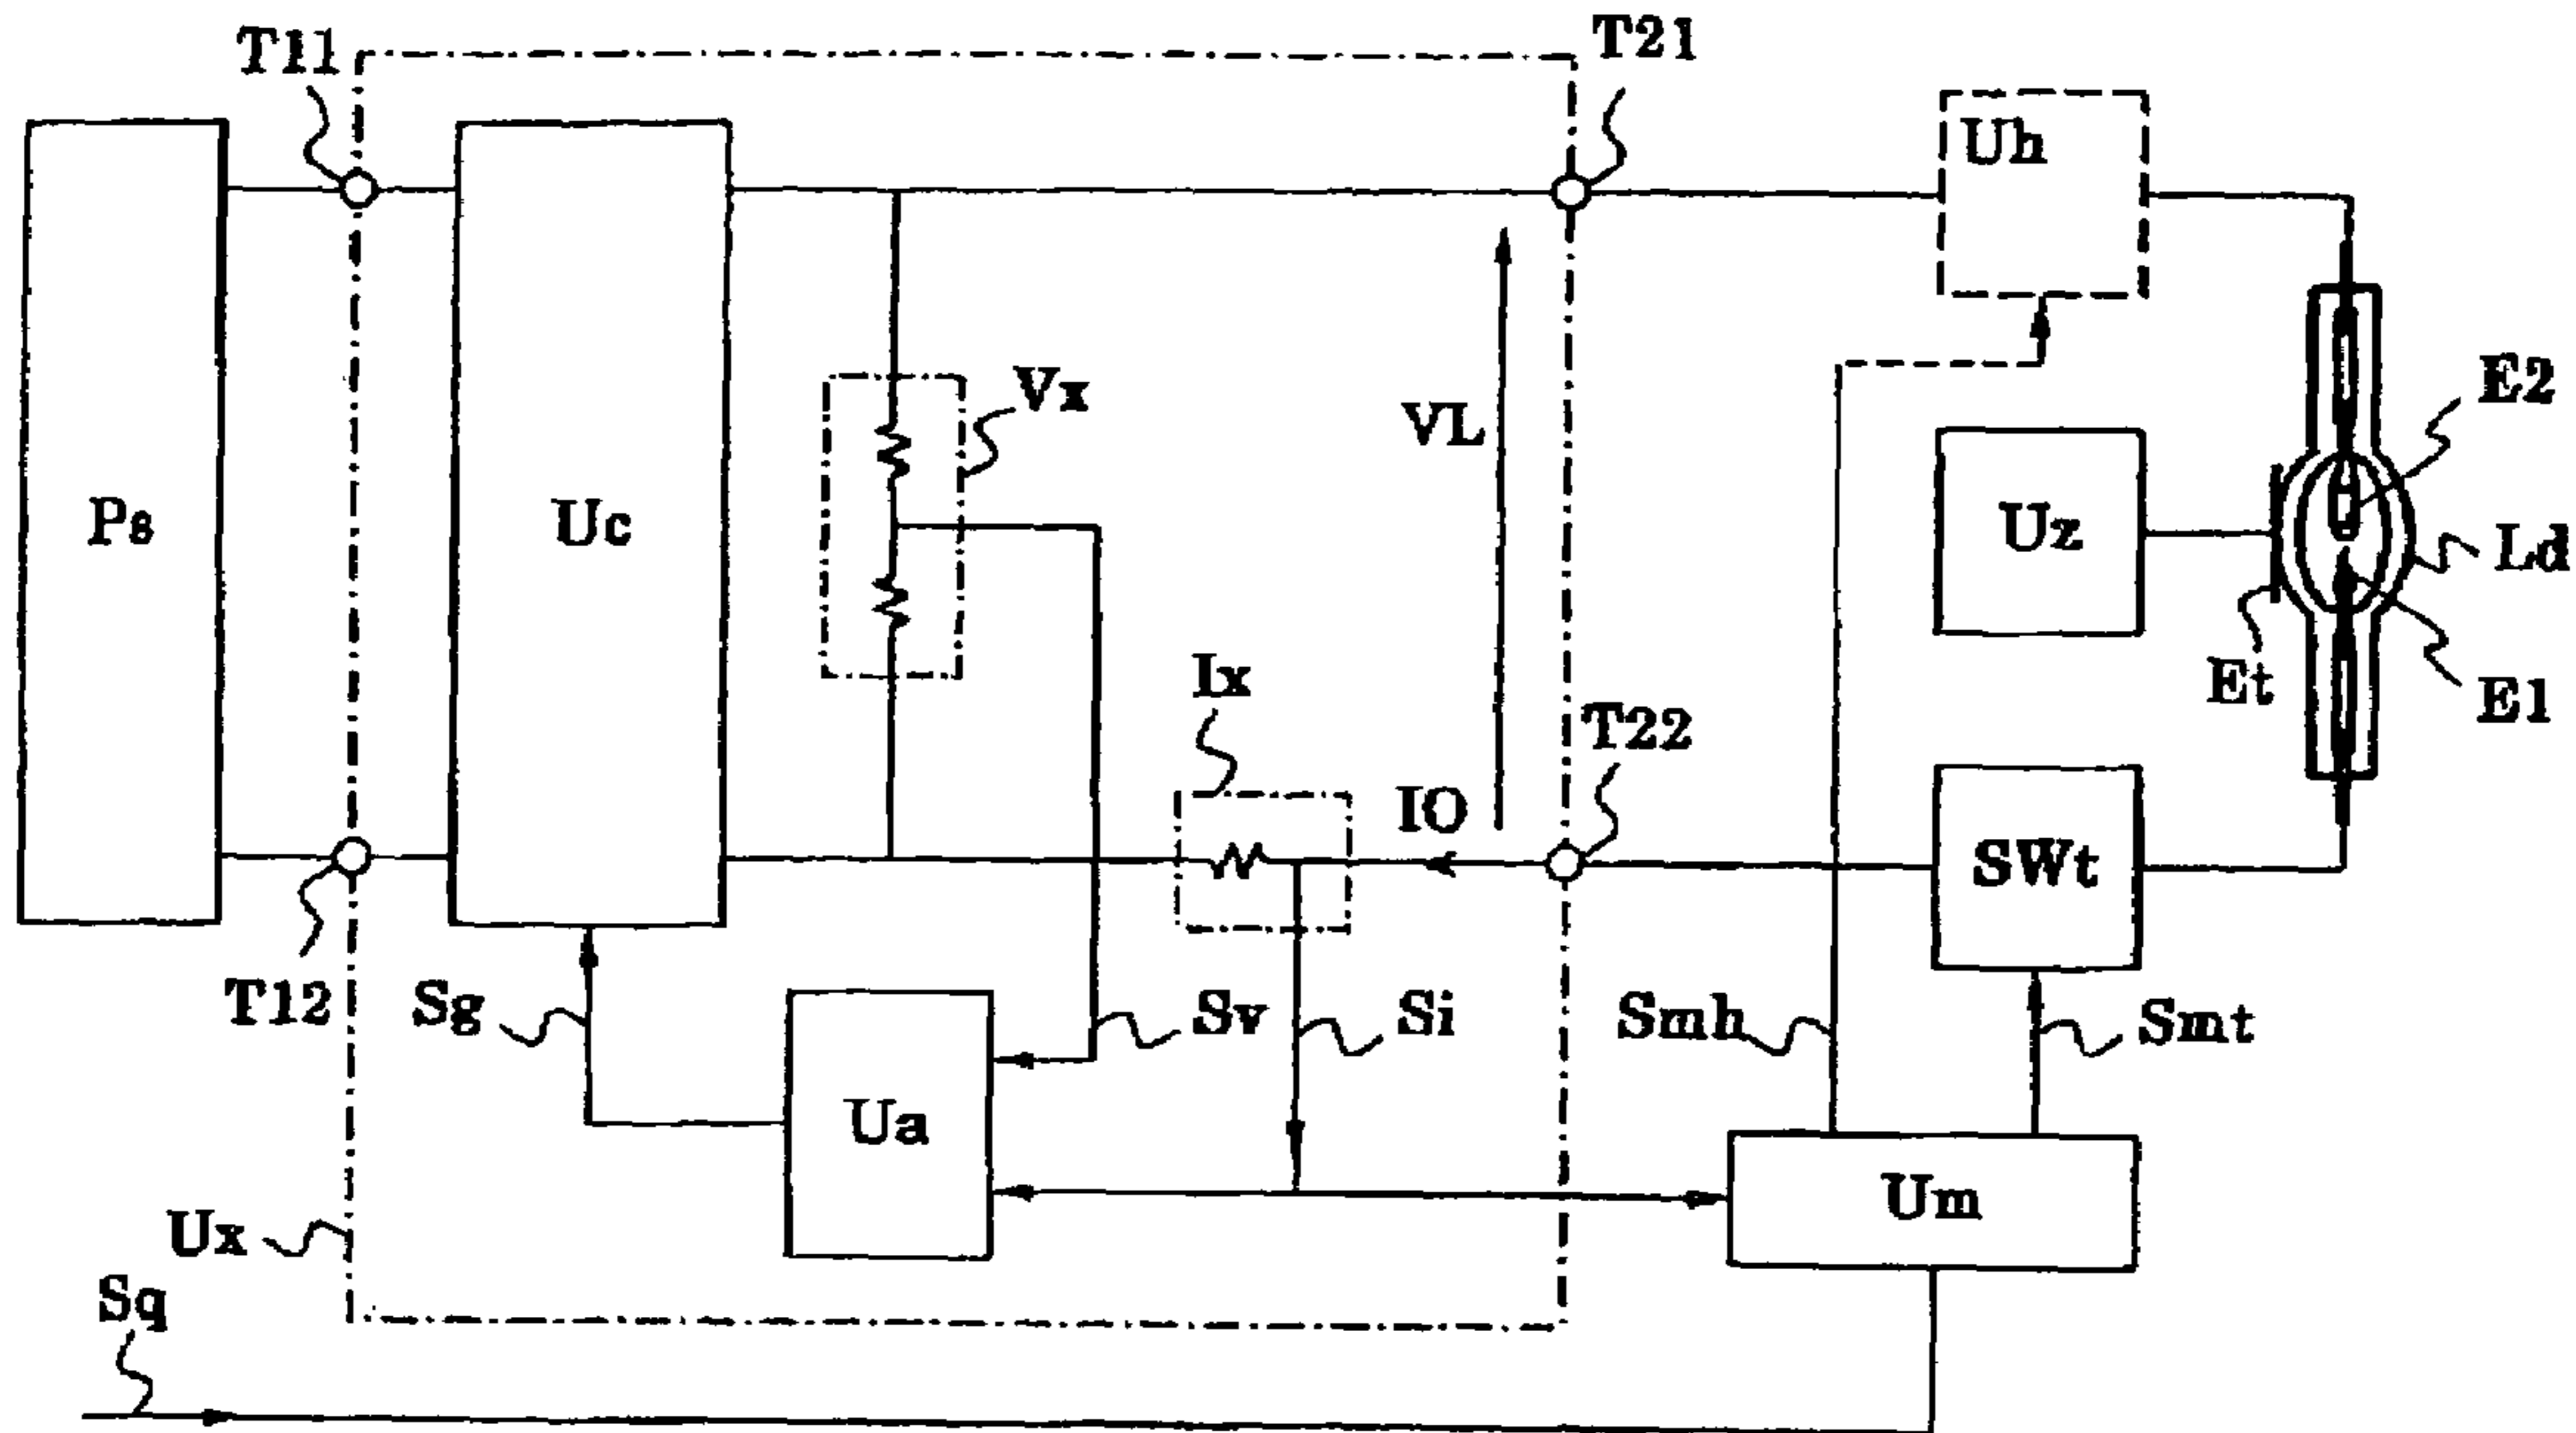 T11
T21
Uh
Ps
Uc
Vx
VL
E2
Uz
Ld
Et
E1
Ix
T22
IO
SWt
T12
Sg
Sv
Si
Smh
Smt
Ua
Um
Ux
Sq